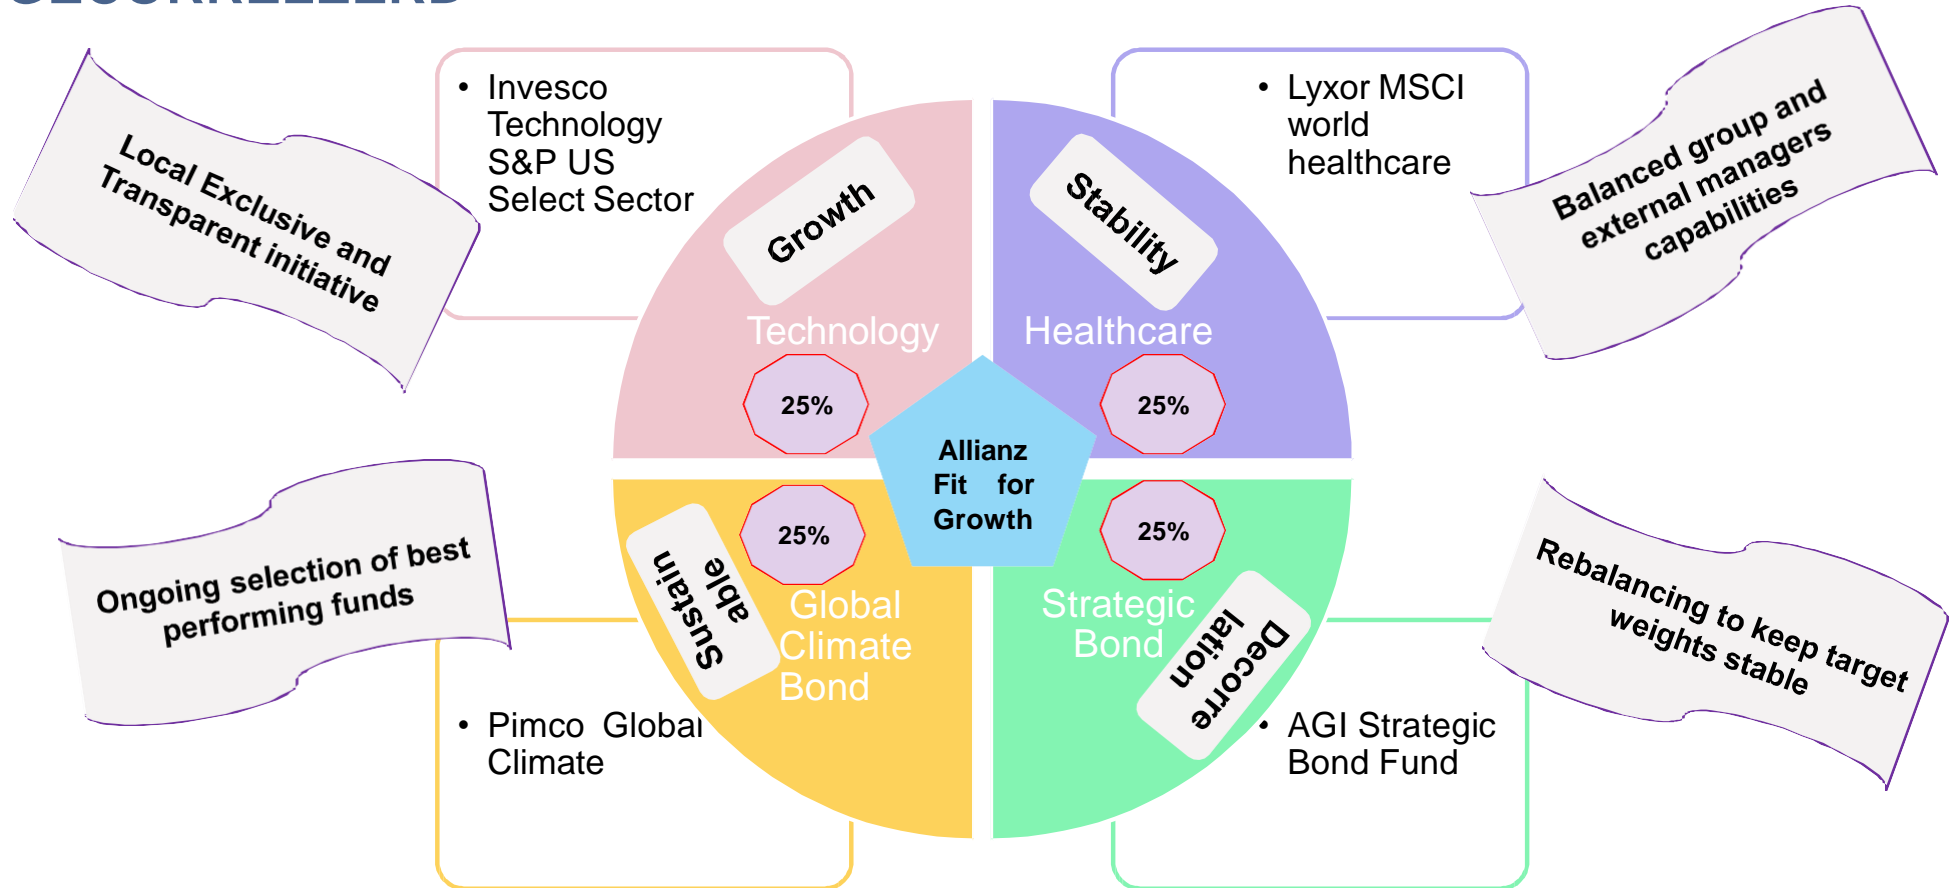 Local Exclusive and
Transparent initiative
• Invesco
Technology
S&P US
Select Sector
Growth
Technology
25%
Stability
Healthcare
25%
• Lyxor MSCI
world
healthcare
Balanced group and
external managers
capabilities
Allianz
Fit for
Growth
Ongoing selection of best
performing funds
25%
Sustain
able
Global
Climate
Bond
• Pimco Global
Climate
25%
Strategic
Bond
Decorre
lation
• AGI Strategic
Bond Fund
Rebalancing to keep target
weights stable